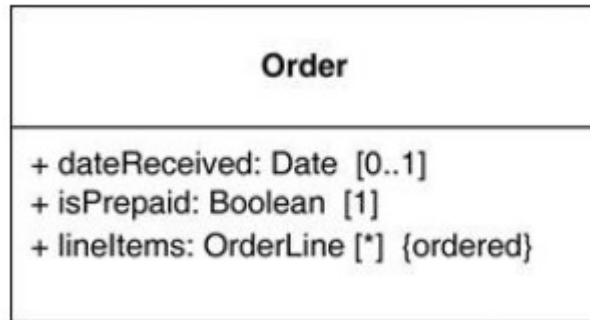 Order
+ dateReceived: Date [0..1]
+ isPrepaid: Boolean [1]
+ lineItems: OrderLine [*] {ordered}